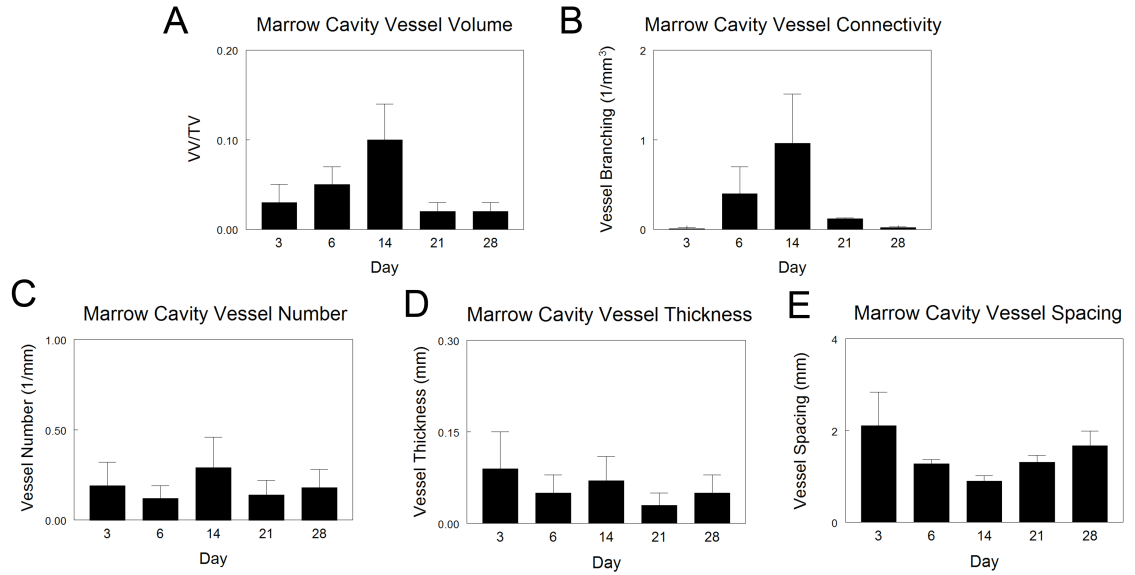 A
Marrow Cavity Vessel Volume
VV/TV
0.20
0.10
0.00
3 6 14 21 28
Day
B
Marrow Cavity Vessel Connectivity
Vessel Branching (1/mm³)
2
1
0
3 6 14 21 28
Day
C
Marrow Cavity Vessel Number
Vessel Number (1/mm)
1.00
0.50
0.00
3 6 14 21 28
Day
D
Marrow Cavity Vessel Thickness
Vessel Thickness (mm)
0.30
0.15
0.00
3 6 14 21 28
Day
E
Marrow Cavity Vessel Spacing
Vessel Spacing (mm)
4
2
0
3 6 14 21 28
Day